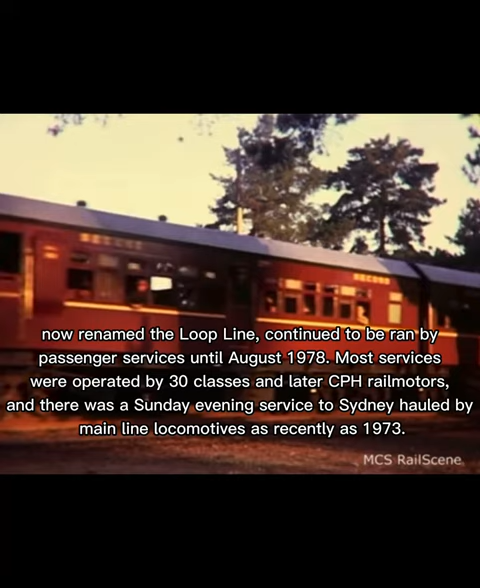 SECOND
now renamed the Loop Line, continued to be ran by
passenger services until August 1978. Most services
were operated by 30 classes and later CPH railmotors,
and there was a Sunday evening service to Sydney hauled by
main line locomotives as recently as 1973.
MCS RailScene